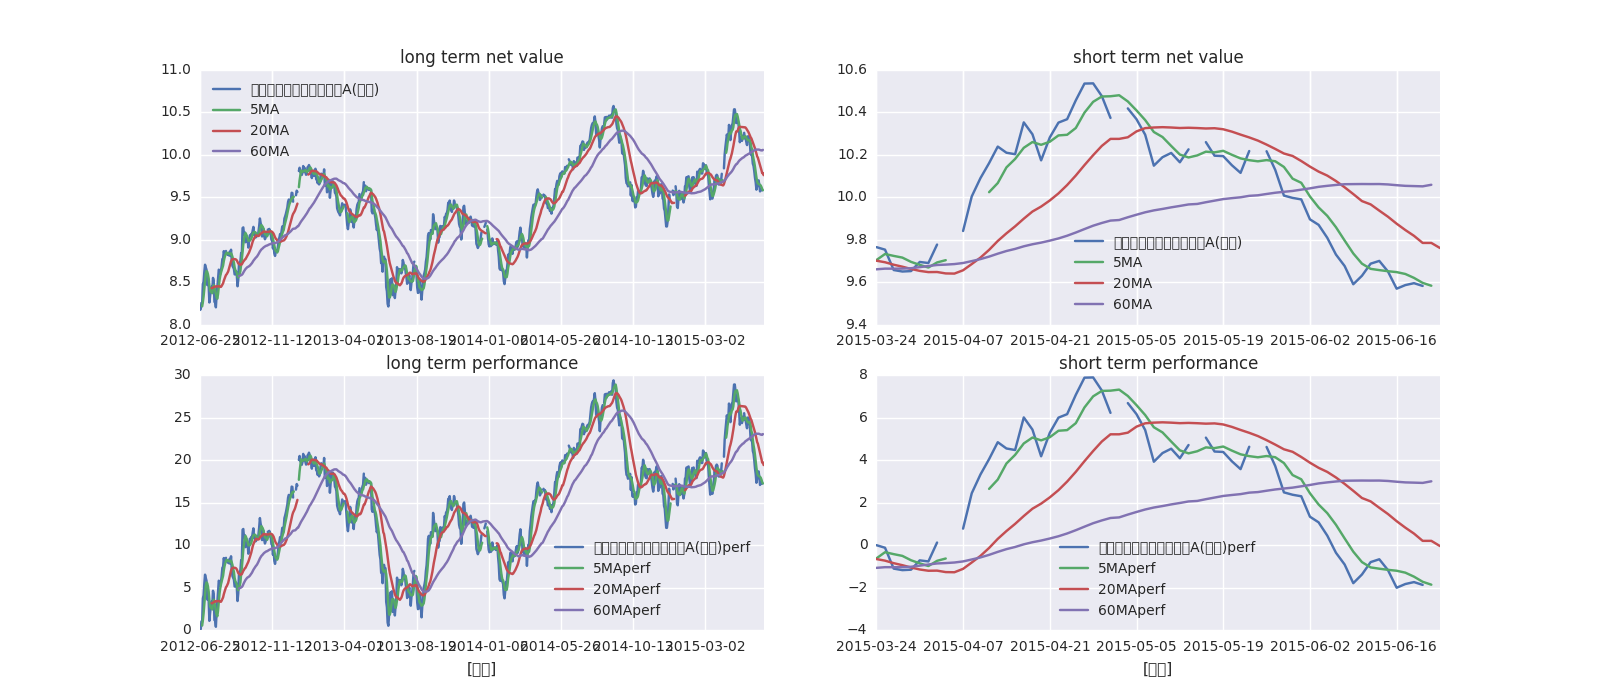 long term net value
11.0
10.5
10.0
9.5
9.0
8.5
8.0
A(
)
5MA
20MA
60MA
2012-06-25
2012-11-12
2013-04-01
2013-08-19
2014-01-06
2014-05-26
2014-10-13
2015-03-02
short term net value
10.6
10.4
10.2
10.0
9.8
9.6
9.4
A(
)
5MA
20MA
60MA
2015-03-24
2015-04-07
2015-04-21
2015-05-05
2015-05-19
2015-06-02
2015-06-16
long term performance
30
25
20
15
10
5
0
A(
)perf
5MAperf
20MAperf
60MAperf
2012-06-25
2012-11-12
2013-04-01
2013-08-19
2014-01-06
2014-05-26
2014-10-13
2015-03-02
[
]
short term performance
8
6
4
2
0
−2
−4
A(
)perf
5MAperf
20MAperf
60MAperf
2015-03-24
2015-04-07
2015-04-21
2015-05-05
2015-05-19
2015-06-02
2015-06-16
[
]